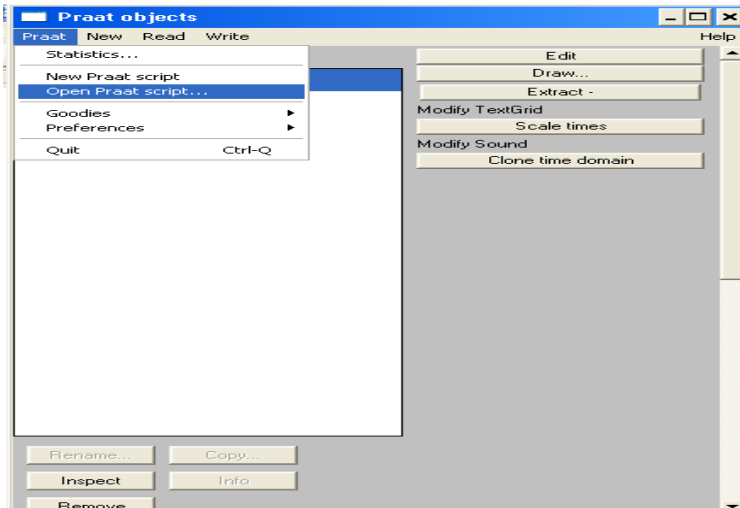 Praat objects
Praat New Read Write Help
Statistics...
New Praat script
Open Praat script...
Goodies
Preferences
Quit Ctrl-Q
Edit
Draw...
Extract -
Modify TextGrid
Scale times
Modify Sound
Clone time domain
Rename... Copy...
Inspect Info
Remove